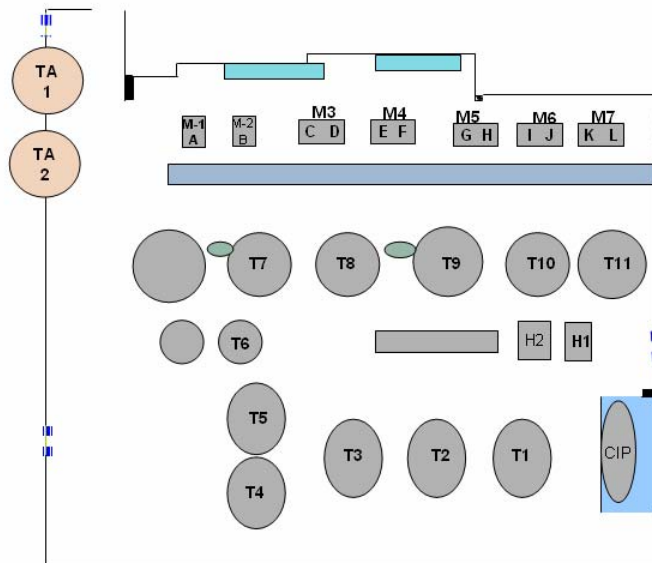 TA
1
TA
2
M-1
A
M-2
B
M3
C D
M4
E F
M5
G H
M6
I J
M7
K L
T7
T8
T9
T10
T11
T6
H2
H1
T5
T4
T3
T2
T1
CIP